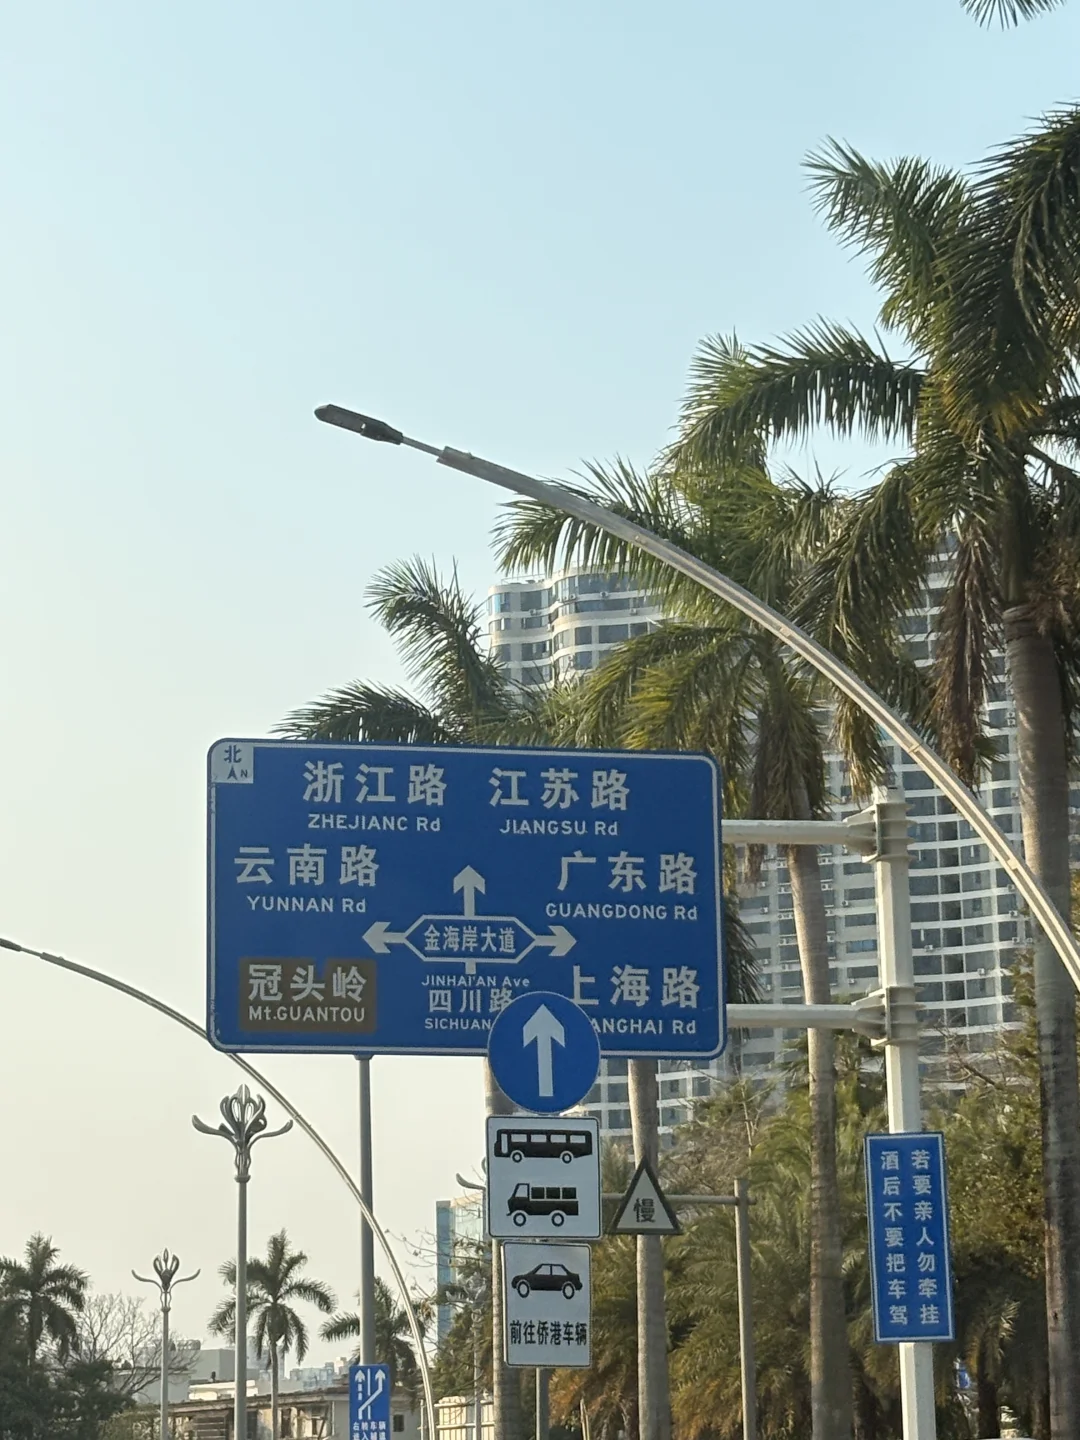 北
N
浙江路 江苏路
ZHEJIANG Rd JIANGSU Rd
云南路 广东路
YUNNAN Rd GUANGDONG Rd
金海岸大道
JINHAI'AN Ave
冠头岭 四川路 上海路
Mt.GUANTOU SICHUAN ANGHAI Rd
慢
前往侨港车辆
若要亲人勿牵挂
酒后不要把车驾